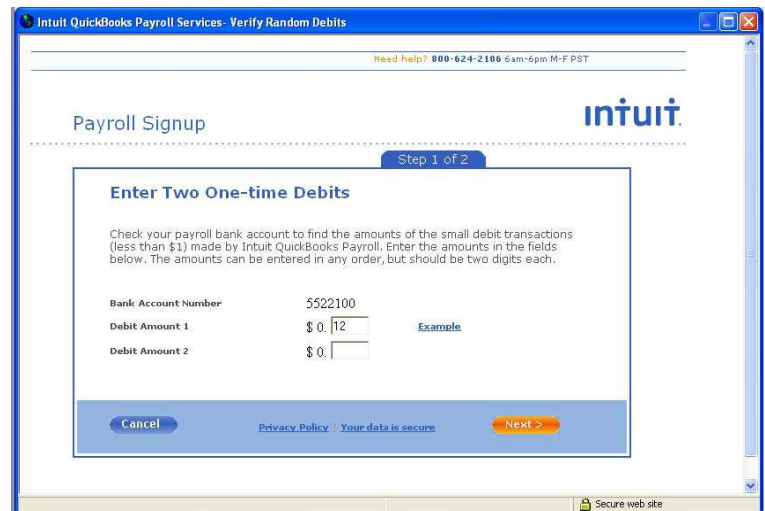 Intuit QuickBooks Payroll Services- Verify Random Debits
Need help? 800-624-2106 6am-6pm M-F PST
Payroll Signup
intuit.
Step 1 of 2
Enter Two One-time Debits
Check your payroll bank account to find the amounts of the small debit transactions
(less than $1) made by Intuit QuickBooks Payroll. Enter the amounts in the fields
below. The amounts can be entered in any order, but should be two digits each.
Bank Account Number 5522100
Debit Amount 1 $ 0. 12 Example
Debit Amount 2 $ 0.
Cancel Privacy Policy | Your data is secure Next >
Secure web site